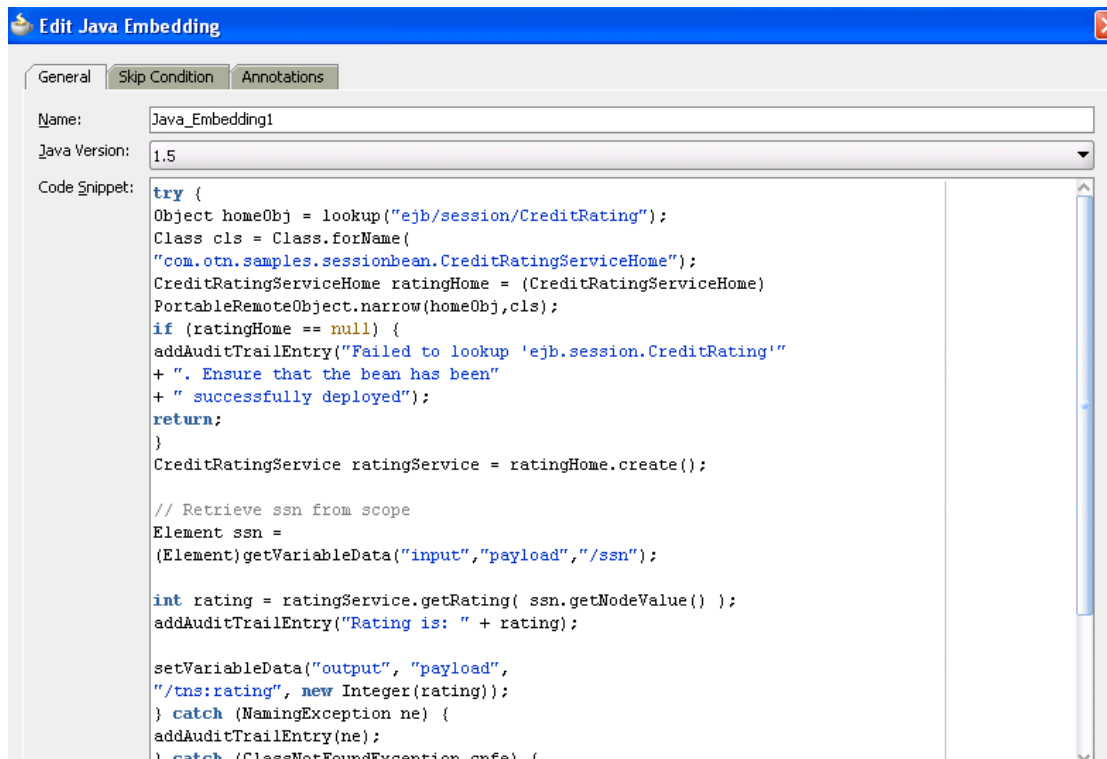 Edit Java Embedding
General Skip Condition Annotations
Name: Java_Embedding1
Java Version: 1.5
Code Snippet:
try {
Object homeObj = lookup("ejb/session/CreditRating");
Class cls = Class.forName(
"com.otn.samples.sessionbean.CreditRatingServiceHome");
CreditRatingServiceHome ratingHome = (CreditRatingServiceHome)
PortableRemoteObject.narrow(homeObj,cls);
if (ratingHome == null) {
addAuditTrailEntry("Failed to lookup 'ejb.session.CreditRating'"
+ ". Ensure that the bean has been"
+ " successfully deployed");
return;
}
CreditRatingService ratingService = ratingHome.create();
// Retrieve ssn from scope
Element ssn =
(Element)getVariableData("input","payload","/ssn");
int rating = ratingService.getRating( ssn.getNodeValue() );
addAuditTrailEntry("Rating is: " + rating);
setVariableData("output", "payload",
"/tns:rating", new Integer(rating));
} catch (NamingException ne) {
addAuditTrailEntry(ne);
} catch (ClassNotFoundException cnfe) {